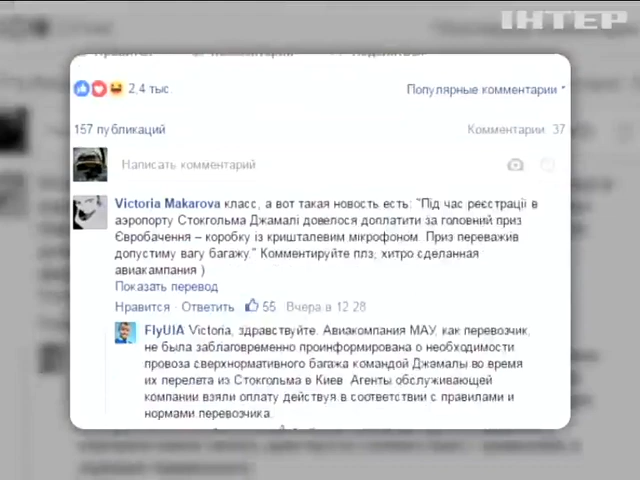 ІНТЕР
2,4 тыс.
Популярные комментарии
157 публикаций
Комментарии: 37
Написать комментарий
Victoria Makarova класс, а вот такая новость есть: "Під час реєстрації в
аэропорту Стокгольма Джамалі довелося доплатити за головний приз
Євробачення – коробку із кришталевим мікрофоном. Приз переважив
допустиму вагу багажу." Комментируйте плз, хитро сделанная
авиакампания )
Показать перевод
Нравится · Ответить · 55 · Вчера в 12:28
FlyUIA Victoria, здравствуйте. Авиакомпания МАУ, как перевозчик,
не была заблаговременно проинформирована о необходимости
провоза сверхнормативного багажа командой Джамалы во время
их перелета из Стокгольма в Киев. Агенты обслуживающей
компании взяли оплату действуя в соответствии с правилами и
нормами перевозчика.